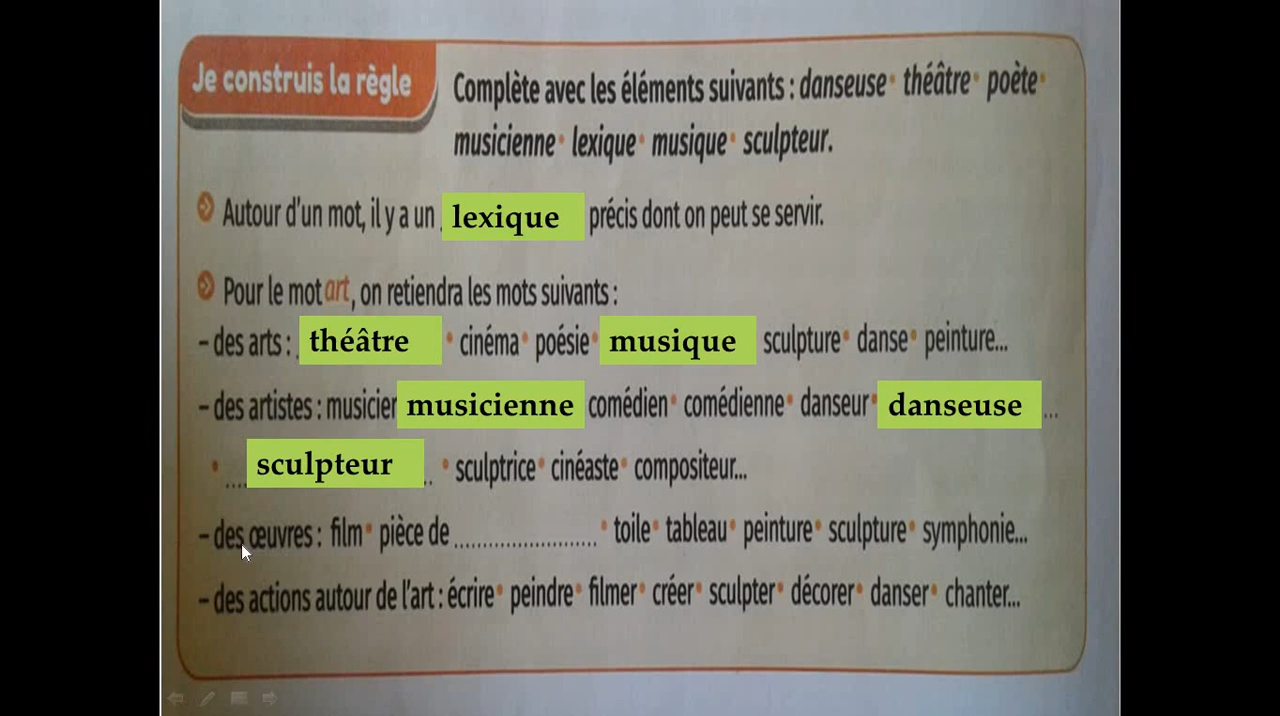 Je construis la règle
Complète avec les éléments suivants : danseuse • théâtre • poète •
musicienne • lexique • musique • sculpteur.
Autour d'un mot, il y a un lexique précis dont on peut se servir.
Pour le mot art, on retiendra les mots suivants :
– des arts : théâtre • cinéma • poésie • musique sculpture • danse • peinture...
– des artistes : musicien musicienne comédien • comédienne • danseur • danseuse ...
• .... sculpteur .. • sculptrice • cinéaste • compositeur...
– des œuvres : film • pièce de ........................ • toile • tableau • peinture • sculpture • symphonie...
– des actions autour de l'art : écrire • peindre • filmer • créer • sculpter • décorer • danser • chanter...